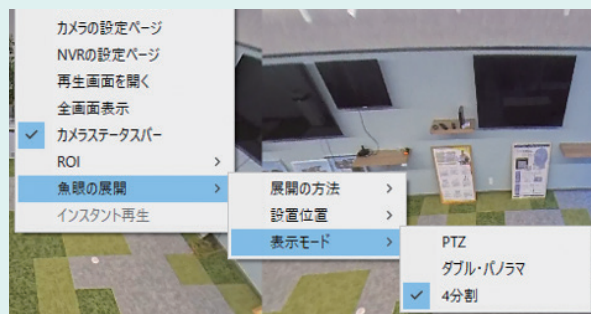 カメラの設定ページ
NVRの設定ページ
再生画面を開く
全画面表示
カメラステータスバー
ROI
魚眼の展開
インスタント再生
展開の方法
設置位置
表示モード
PTZ
ダブル・パノラマ
4分割